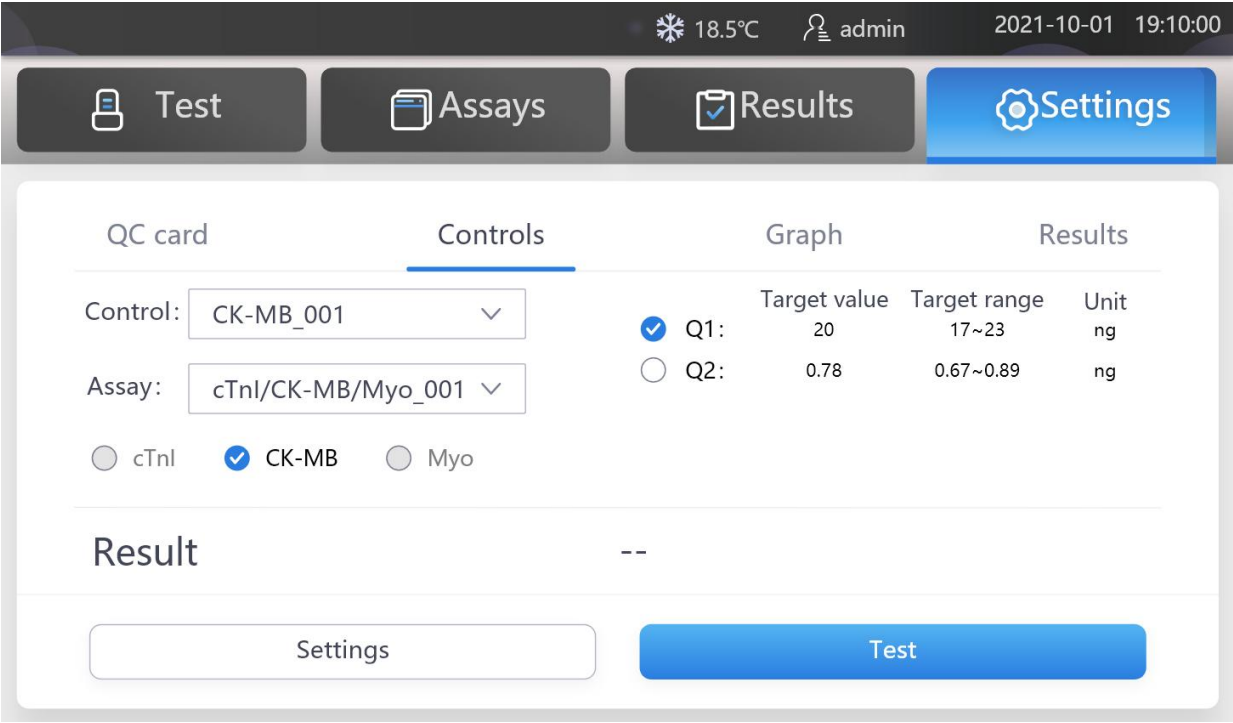 18.5℃ admin 2021-10-01 19:10:00
Test Assays Results Settings
QC card Controls Graph Results
Control: CK-MB_001
Target value Target range Unit
Q1: 20 17~23 ng
Assay: cTnI/CK-MB/Myo_001
Q2: 0.78 0.67~0.89 ng
cTnI CK-MB Myo
Result --
Settings Test